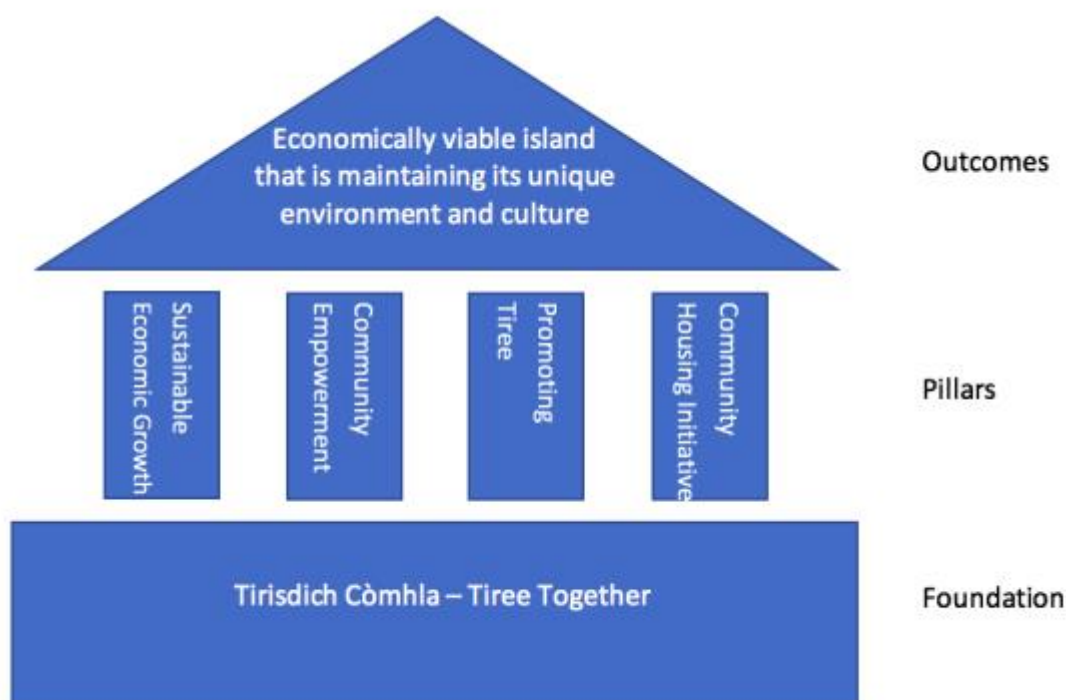 Economically viable island
that is maintaining its unique
environment and culture
Outcomes
Sustainable
Economic Growth
Community
Empowerment
Promoting
Tiree
Community
Housing Initiative
Pillars
Tirisdich Còmhla – Tiree Together
Foundation